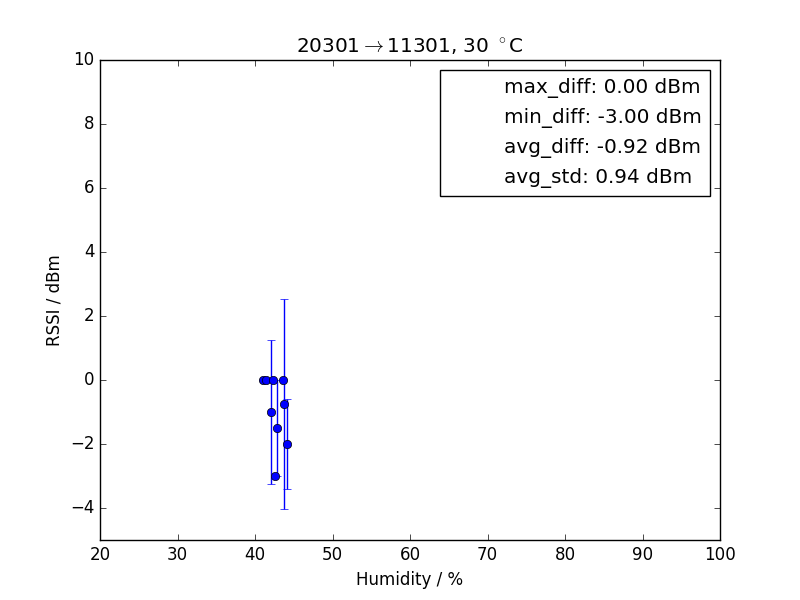 20301→11301, 30 °C
max_diff: 0.00 dBm
min_diff: -3.00 dBm
avg_diff: -0.92 dBm
avg_std: 0.94 dBm
RSSI / dBm
10
8
6
4
2
0
−2
−4
20 30 40 50 60 70 80 90 100
Humidity / %